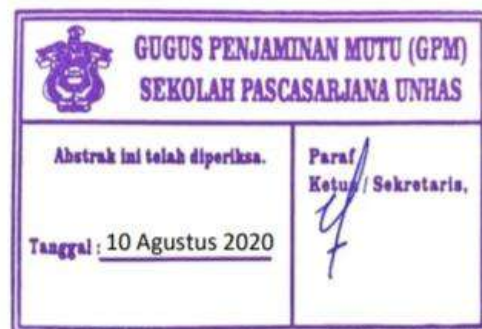 GUGUS PENJAMINAN MUTU (GPM)
SEKOLAH PASCASARJANA UNHAS
Abstrak ini telah diperiksa.
Tanggal : 10 Agustus 2020
Paraf
Ketua / Sekretaris,